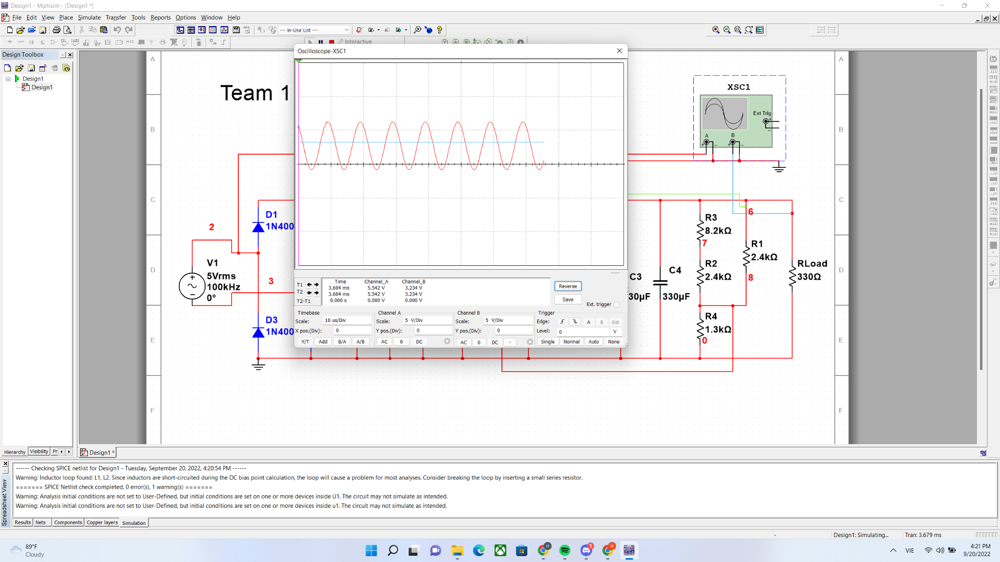 Design1 - Multisim - [Design1 *]
File Edit View Place Simulate Transfer Tools Reports Options Window Help
--- In-Use List ---
Interactive
Design Toolbox
Design1
Design1
Hierarchy Visibility Pr
Design1 *
A
B
C
D
E
F
Team 1
2
V1
5Vrms
100kHz
0°
3
D1
1N400
D3
1N400
Oscilloscope-XSC1
T1
T2
T2-T1
Time Channel_A Channel_B
3.604 ms 5.542 V 3.234 V
3.604 ms 5.542 V 3.234 V
0.000 s 0.000 V 0.000 V
Reverse
Save
Ext. trigger
Timebase
Scale: 10 us/Div
X pos.(Div): 0
Y/T Add B/A A/B
Channel A
Scale: 5 V/Div
Y pos.(Div): 0
AC 0 DC
Channel B
Scale: 5 V/Div
Y pos.(Div): 0
AC 0 DC -
Trigger
Edge: A B Ext
Level: 0 V
Single Normal Auto None
XSC1
Ext Trig
A B
6
R3
8.2kΩ
7
R1
2.4kΩ
R2
2.4kΩ
8
RLoad
330Ω
C3
30µF
C4
330µF
R4
1.3kΩ
0
A
B
C
D
E
F
Spreadsheet View
------ Checking SPICE netlist for Design1 - Tuesday, September 20, 2022, 4:20:54 PM ------
Warning: Inductor loop found: L1, L2. Since inductors are short-circuited during the DC bias point calculation, the loop will cause a problem for most analyses. Consider breaking the loop by inserting a small series resistor.
======= SPICE Netlist check completed, 0 error(s), 1 warning(s) =======
Warning: Analysis initial conditions are not set to User-Defined, but initial conditions are set on one or more devices inside U1. The circuit may not simulate as intended.
Warning: Analysis initial conditions are not set to User-Defined, but initial conditions are set on one or more devices inside u1. The circuit may not simulate as intended.
Results Nets Components Copper layers Simulation
- Design1: Simulating... Tran: 3.679 ms
89°F
Cloudy
VIE
4:21 PM
9/20/2022